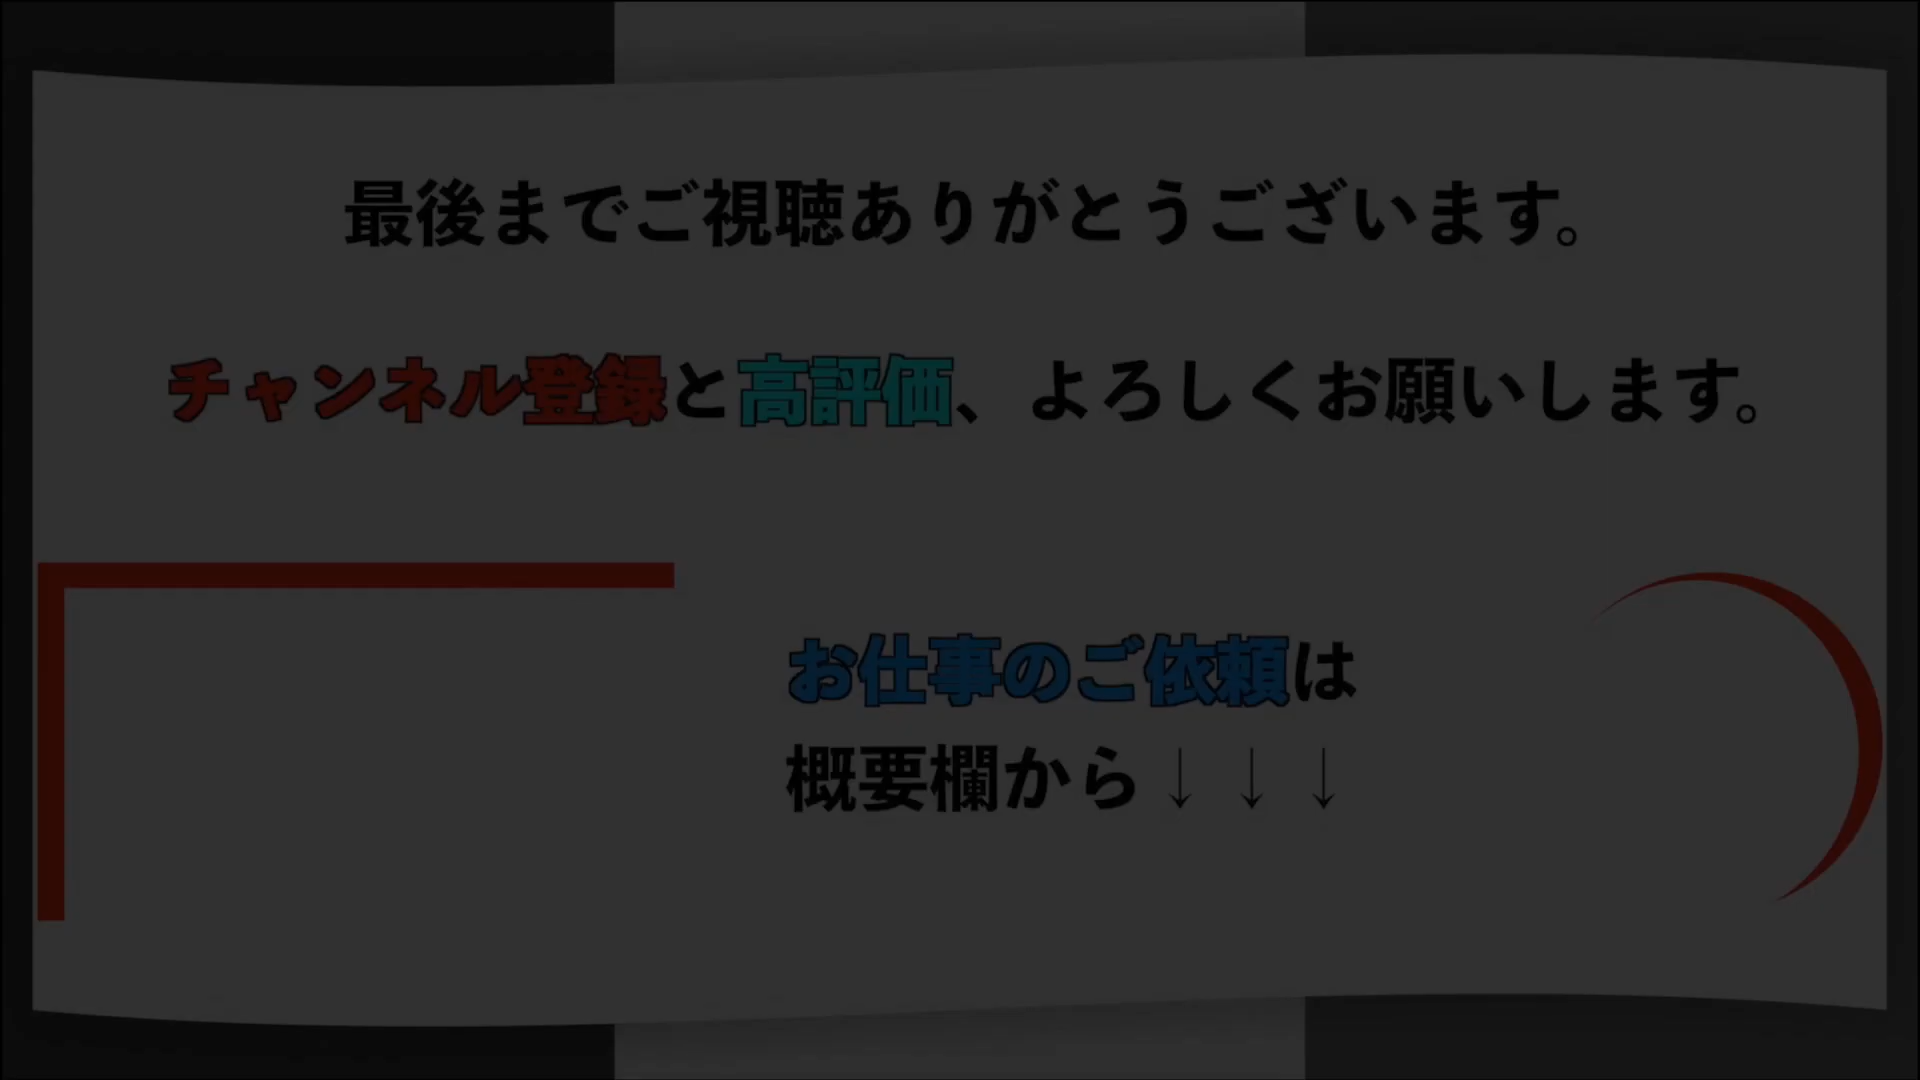 最後までご視聴ありがとうございます。
チャンネル登録と高評価、よろしくお願いします。
お仕事のご依頼は
概要欄から↓↓↓